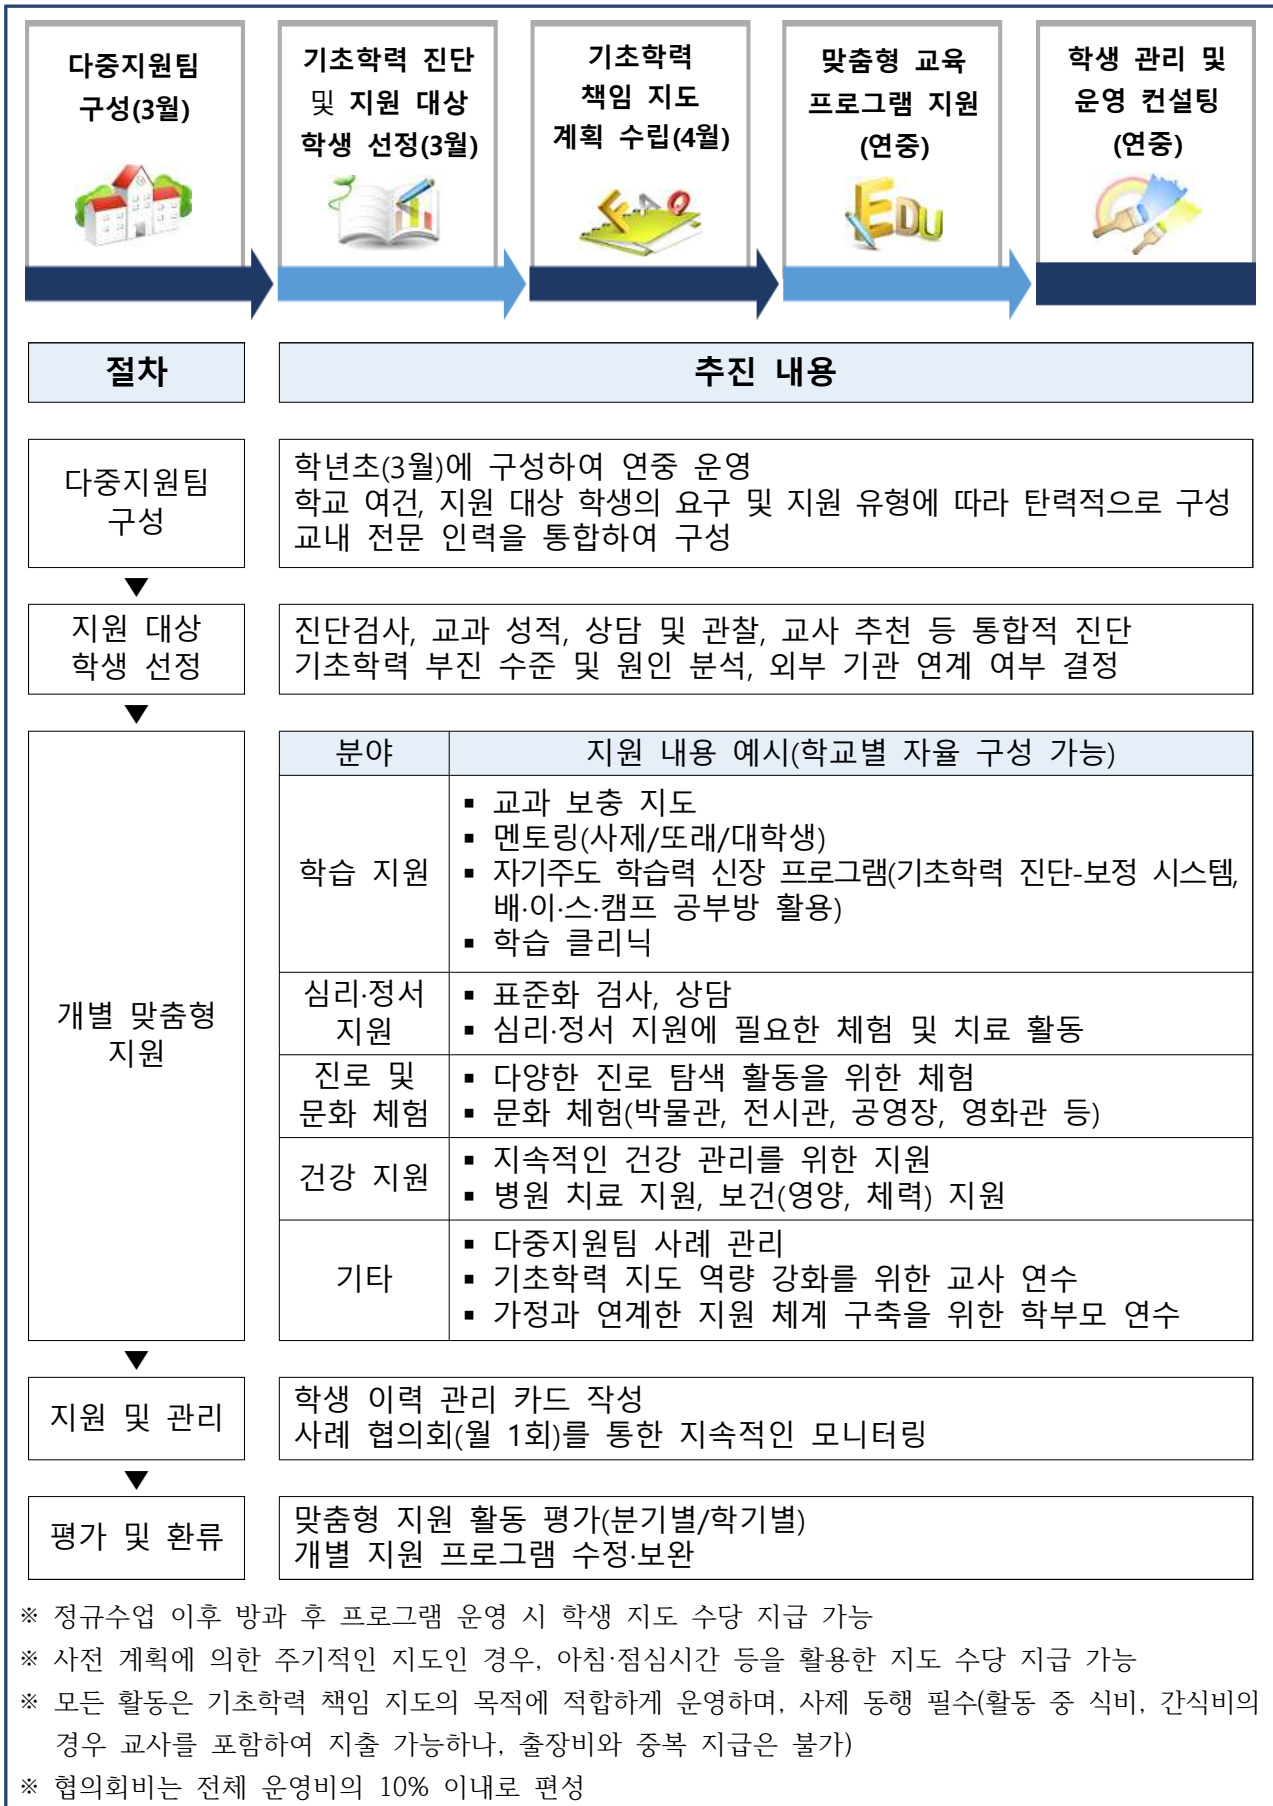 다중지원팀
구성(3월)
기초학력 진단
및 지원 대상
학생 선정(3월)
기초학력
책임 지도
계획 수립(4월)
맞춤형 교육
프로그램 지원
(연중)
학생 관리 및
운영 컨설팅
(연중)
FAQ
EDU
절차
추진 내용
다중지원팀
구성
학년초(3월)에 구성하여 연중 운영
학교 여건, 지원 대상 학생의 요구 및 지원 유형에 따라 탄력적으로 구성
교내 전문 인력을 통합하여 구성
▼
지원 대상
학생 선정
진단검사, 교과 성적, 상담 및 관찰, 교사 추천 등 통합적 진단
기초학력 부진 수준 및 원인 분석, 외부 기관 연계 여부 결정
▼
개별 맞춤형
지원
분야
지원 내용 예시(학교별 자율 구성 가능)
학습 지원
▪ 교과 보충 지도
▪ 멘토링(사제/또래/대학생)
▪ 자기주도 학습력 신장 프로그램(기초학력 진단-보정 시스템,
배·이·스·캠프 공부방 활용)
▪ 학습 클리닉
심리·정서
지원
▪ 표준화 검사, 상담
▪ 심리·정서 지원에 필요한 체험 및 치료 활동
진로 및
문화 체험
▪ 다양한 진로 탐색 활동을 위한 체험
▪ 문화 체험(박물관, 전시관, 공영장, 영화관 등)
건강 지원
▪ 지속적인 건강 관리를 위한 지원
▪ 병원 치료 지원, 보건(영양, 체력) 지원
기타
▪ 다중지원팀 사례 관리
▪ 기초학력 지도 역량 강화를 위한 교사 연수
▪ 가정과 연계한 지원 체계 구축을 위한 학부모 연수
▼
지원 및 관리
학생 이력 관리 카드 작성
사례 협의회(월 1회)를 통한 지속적인 모니터링
▼
평가 및 환류
맞춤형 지원 활동 평가(분기별/학기별)
개별 지원 프로그램 수정·보완
※ 정규수업 이후 방과 후 프로그램 운영 시 학생 지도 수당 지급 가능
※ 사전 계획에 의한 주기적인 지도인 경우, 아침·점심시간 등을 활용한 지도 수당 지급 가능
※ 모든 활동은 기초학력 책임 지도의 목적에 적합하게 운영하며, 사제 동행 필수(활동 중 식비, 간식비의
경우 교사를 포함하여 지출 가능하나, 출장비와 중복 지급은 불가)
※ 협의회비는 전체 운영비의 10% 이내로 편성